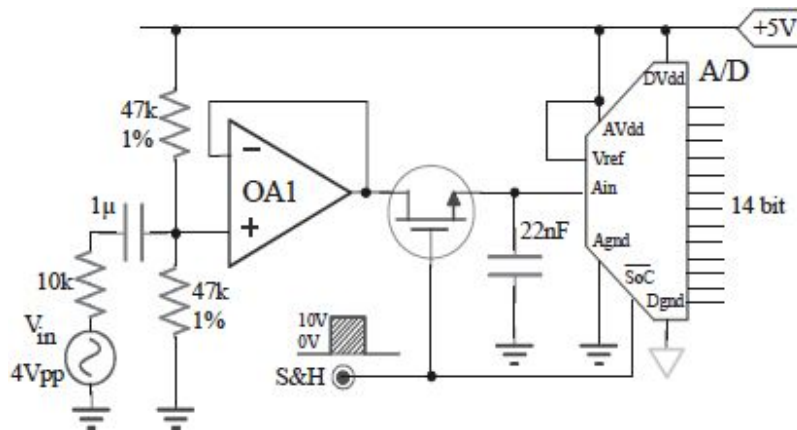 +5V
47k
1%
1μ
OA1
10k
47k
1%
V
in
4Vpp
10V
0V
S&H
22nF
A/D
DVdd
AVdd
Vref
Ain
Agnd
SoC
Dgnd
14 bit